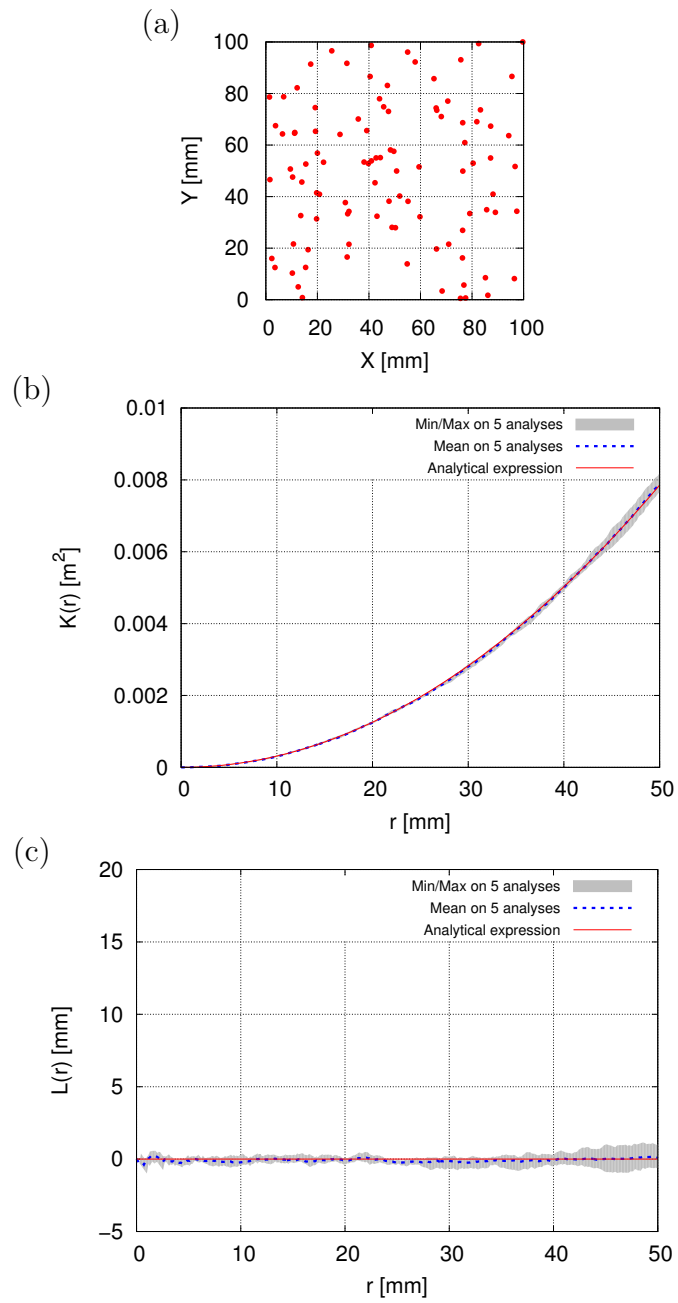 (a)
100
80
60
40
20
0
Y [mm]
0 20 40 60 80 100
X [mm]
(b)
0.01
0.008
0.006
0.004
0.002
0
K(r) [m²]
Min/Max on 5 analyses
Mean on 5 analyses
Analytical expression
0 10 20 30 40 50
r [mm]
(c)
20
15
10
5
0
−5
L(r) [mm]
Min/Max on 5 analyses
Mean on 5 analyses
Analytical expression
0 10 20 30 40 50
r [mm]